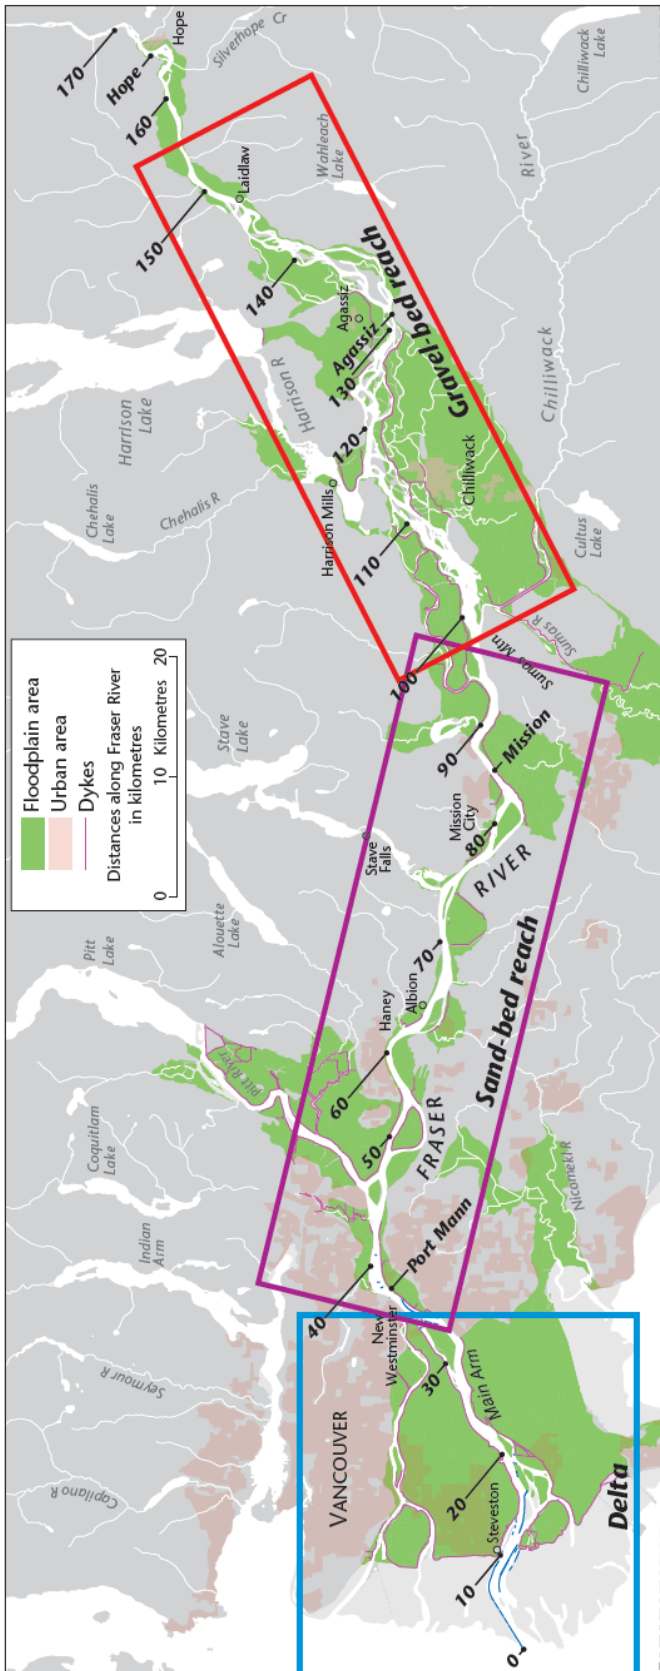 170
Hope
Hope
Silverhope Cr
160
Chilliwack
Lake
150
Laidlaw
Wahleach
Lake
River
140
Gravel-bed reach
Agassiz
Agassiz
130
Harrison
Lake
Harrison R
120
Chilliwack
Chehalis
Lake
Chehalis R
Harrison Mills
Chilliwack
110
Cultus
Lake
Sumas R
Sumas Mtn
100
Floodplain area
Urban area
Dykes
Distances along Fraser River
in kilometres
0
10
20
Kilometres
Stave
Lake
90
Mission
Mission
City
80
Stave
Falls
RIVER
Pitt
Lake
Alouette
Lake
70
Albion
Haney
Sand-bed reach
Pitt River
60
Coquitlam
Lake
50
FRASER
Nicomekl R
Indian
Arm
Port Mann
40
New
Westminster
Seymour R
30
Main Arm
VANCOUVER
Capilano R
20
Steveston
Delta
10
0